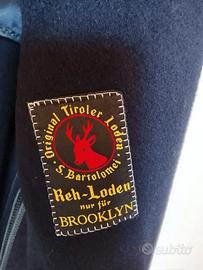 Original Tiroler Loden
S. Bartolomei
Reh-Loden
nur für
BROOKLYN
subito